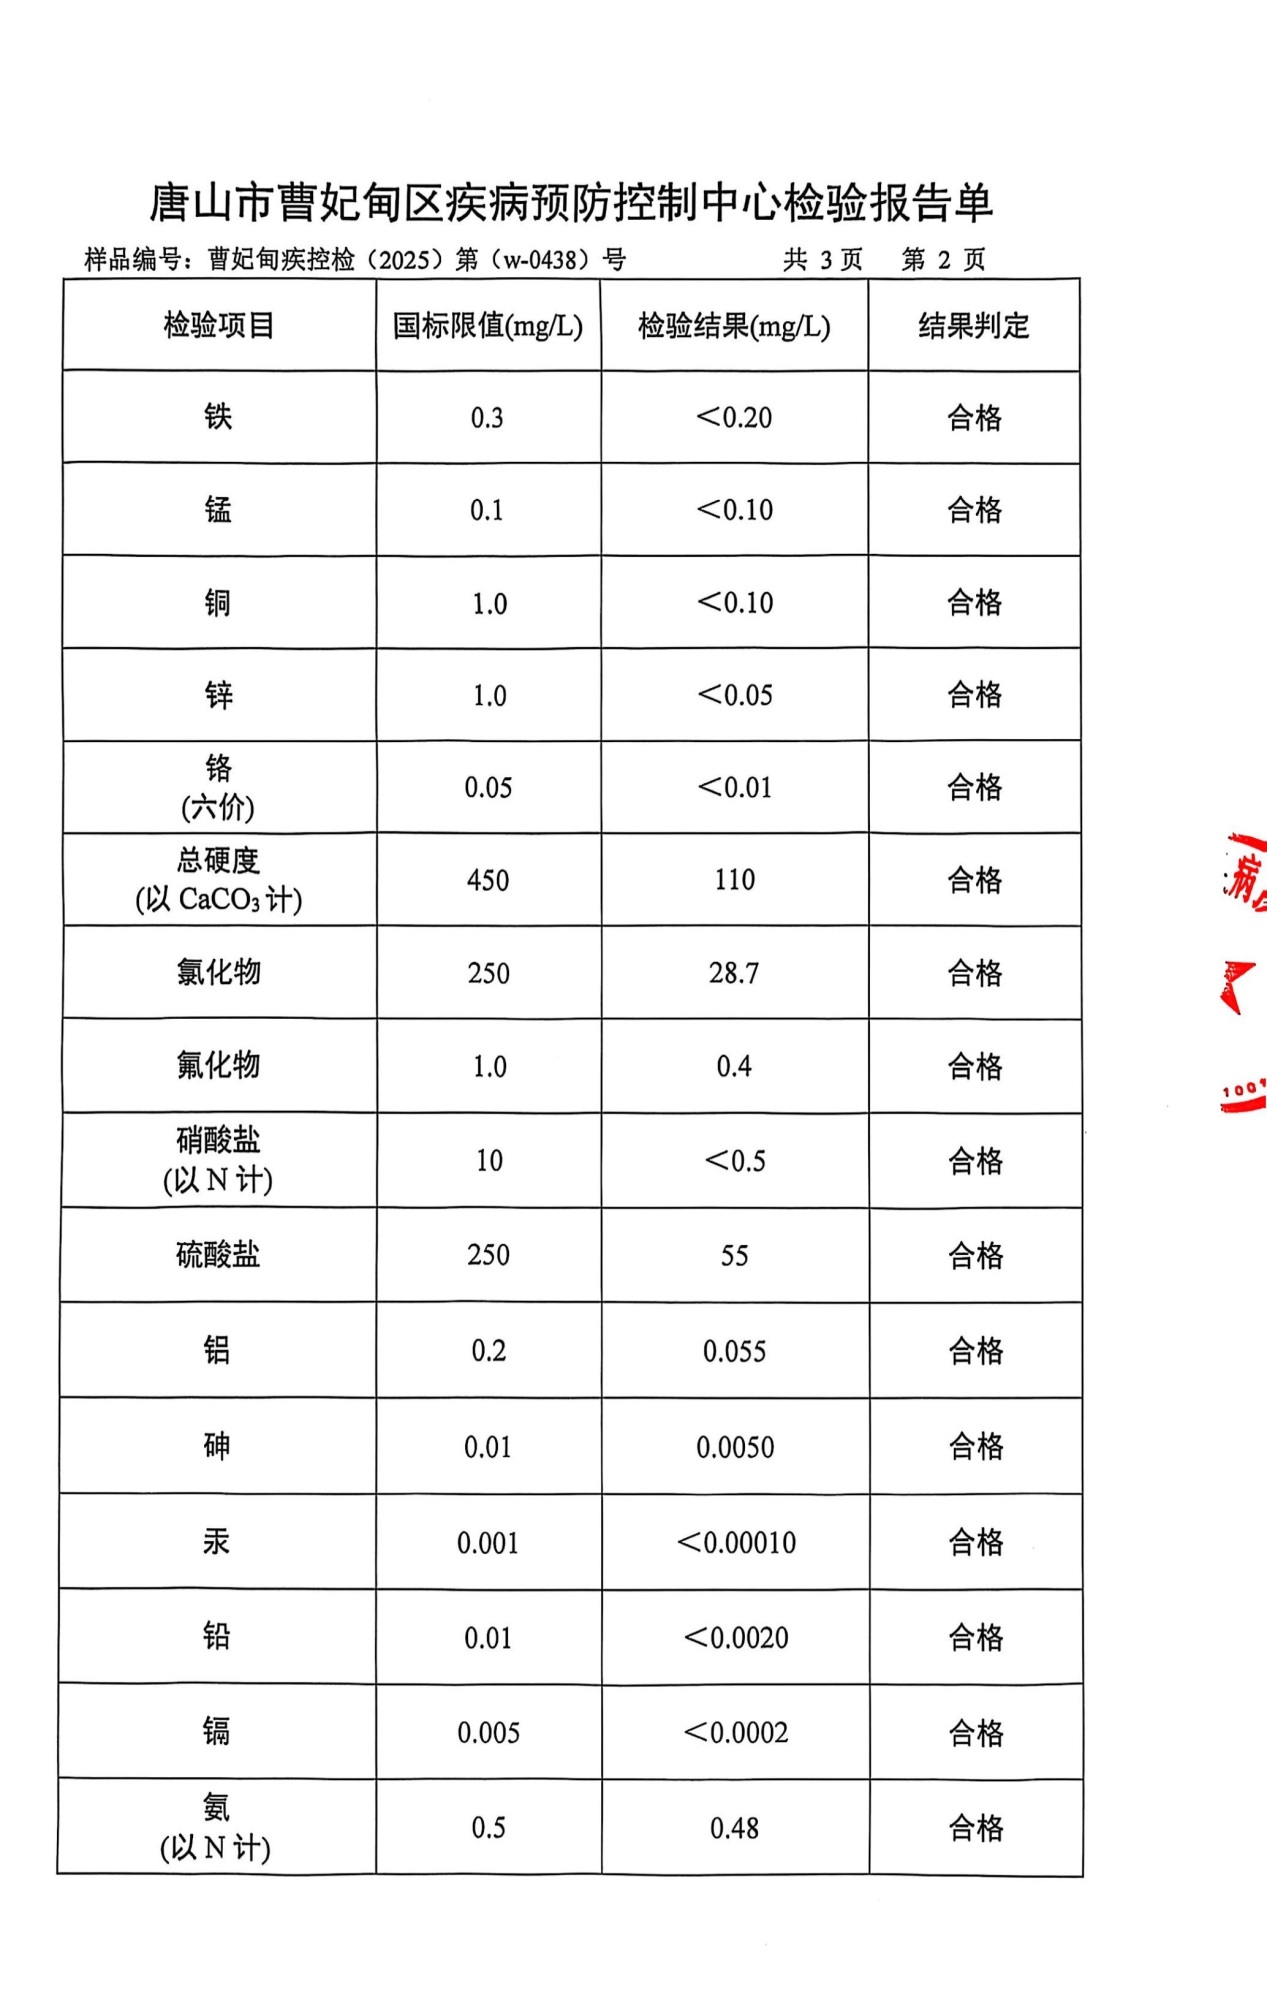 唐山市曹妃甸区疾病预防控制中心检验报告单
样品编号：曹妃甸疾控检（2025）第（w-0438）号 共 3 页 第 2 页
检验项目 国标限值(mg/L) 检验结果(mg/L) 结果判定
铁 0.3 ＜0.20 合格
锰 0.1 ＜0.10 合格
铜 1.0 ＜0.10 合格
锌 1.0 ＜0.05 合格
铬
(六价) 0.05 ＜0.01 合格
总硬度
(以 CaCO₃ 计) 450 110 合格
氯化物 250 28.7 合格
氟化物 1.0 0.4 合格
硝酸盐
(以 N 计) 10 ＜0.5 合格
硫酸盐 250 55 合格
铝 0.2 0.055 合格
砷 0.01 0.0050 合格
汞 0.001 ＜0.00010 合格
铅 0.01 ＜0.0020 合格
镉 0.005 ＜0.0002 合格
氨
(以 N 计) 0.5 0.48 合格
病